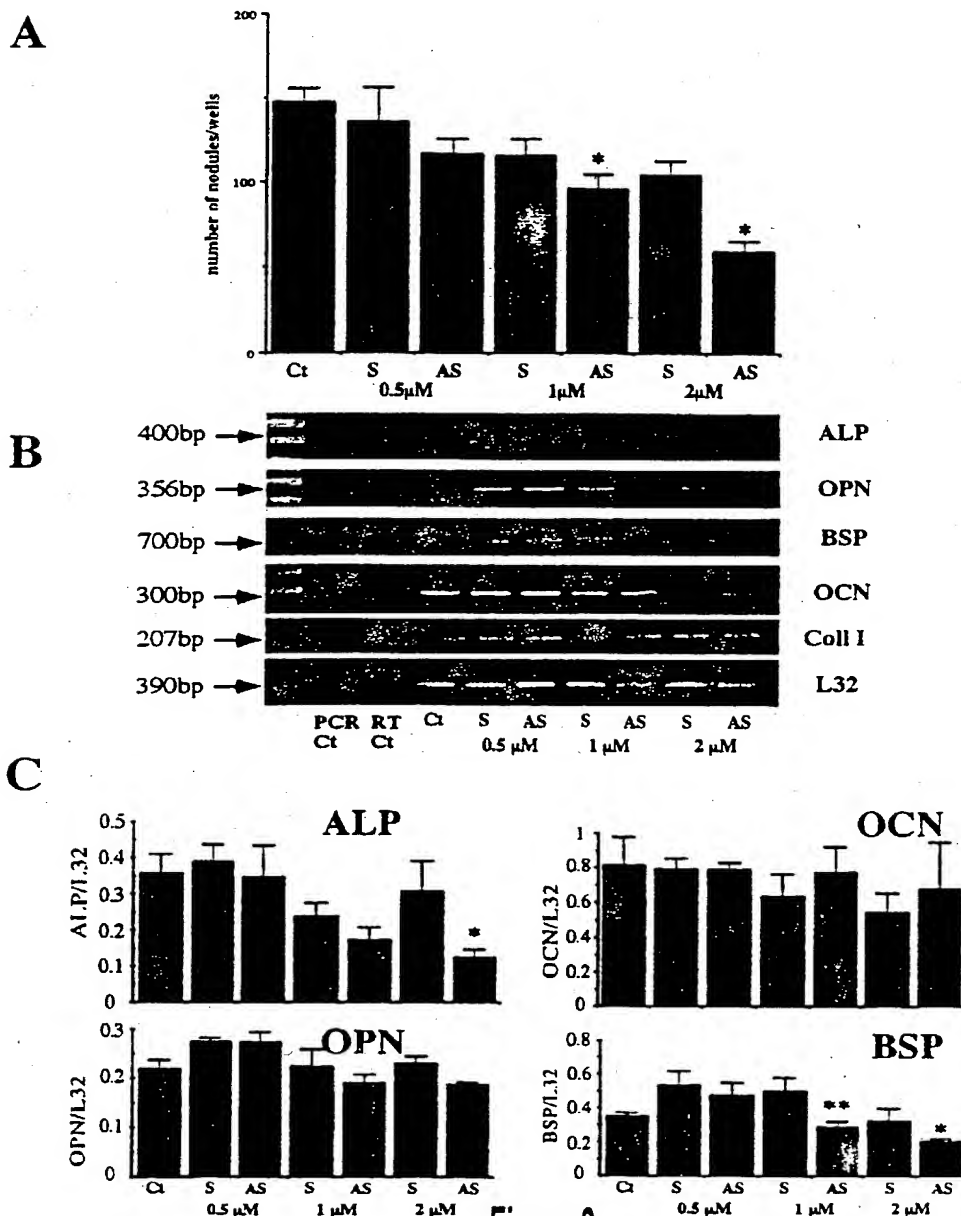 A
200
100
0
number of nodules/wells
*
*
Ct S AS S AS S AS
0.5μM 1μM 2μM
B
400bp ALP
356bp OPN
700bp BSP
300bp OCN
207bp Coll I
390bp L32
PCR RT Ct S AS S AS S AS
Ct Ct 0.5 μM 1 μM 2 μM
C
ALP
ALP/L32
0.5
0.4
0.3
0.2
0.1
0
*
OCN
OCN/L32
1
0.8
0.6
0.4
0.2
0
OPN
OPN/L32
0.3
0.2
0.1
0
Ct S AS S AS S AS
0.5 μM 1 μM 2 μM
BSP
BSP/L32
0.6
0.4
0.2
0
**
*
Ct S AS S AS S AS
0.5 μM 1 μM 2 μM